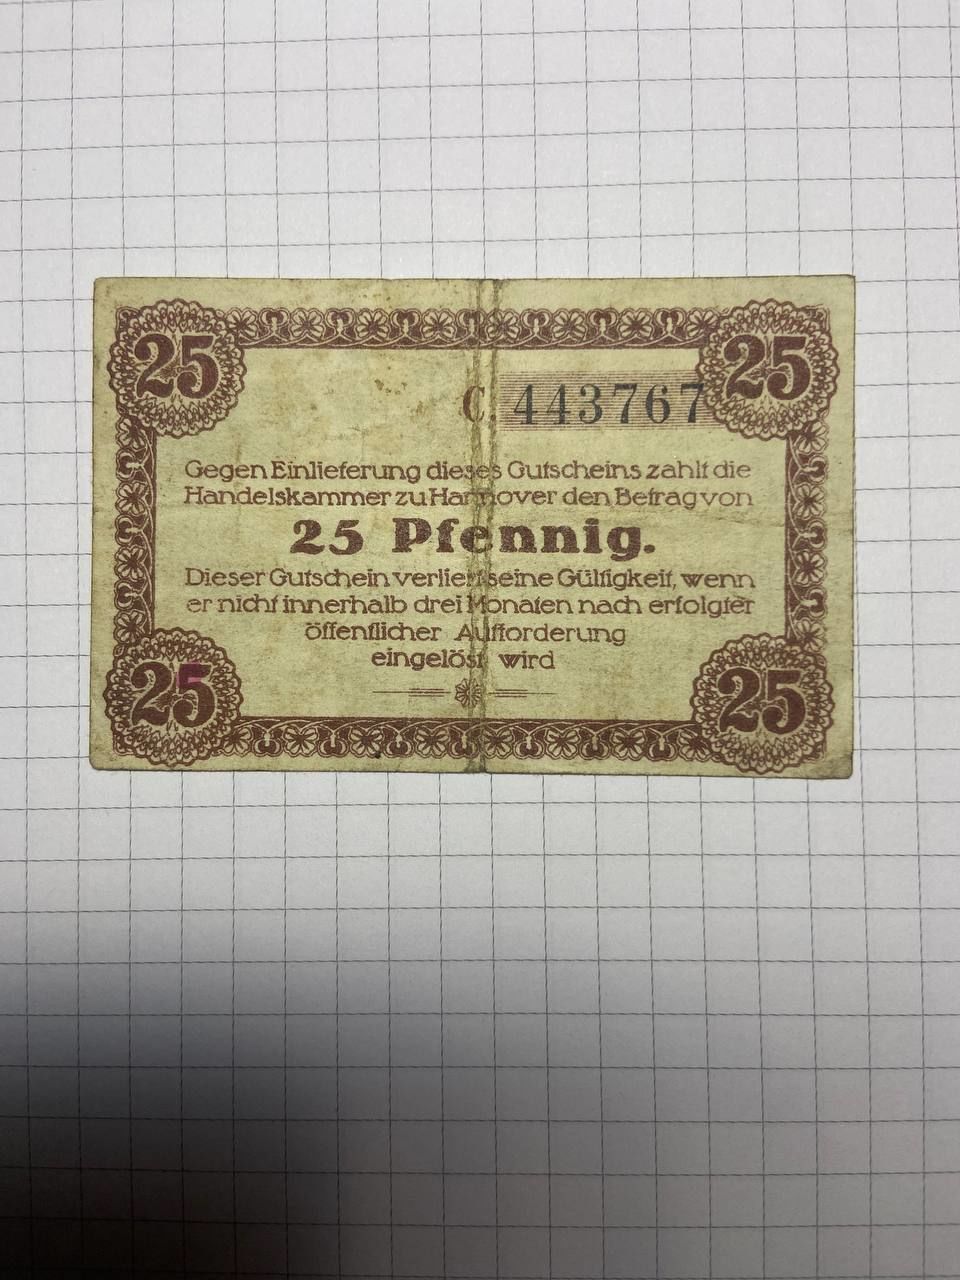 25 25
C. 443767
Gegen Einlieferung dieses Gutscheins zahlt die
Handelskammer zu Hannover den Betrag von
25 Pfennig.
Dieser Gutschein verliert seine Gültigkeit, wenn
er nicht innerhalb drei Monaten nach erfolgter
öffentlicher Aufforderung
eingelöst wird
25 25